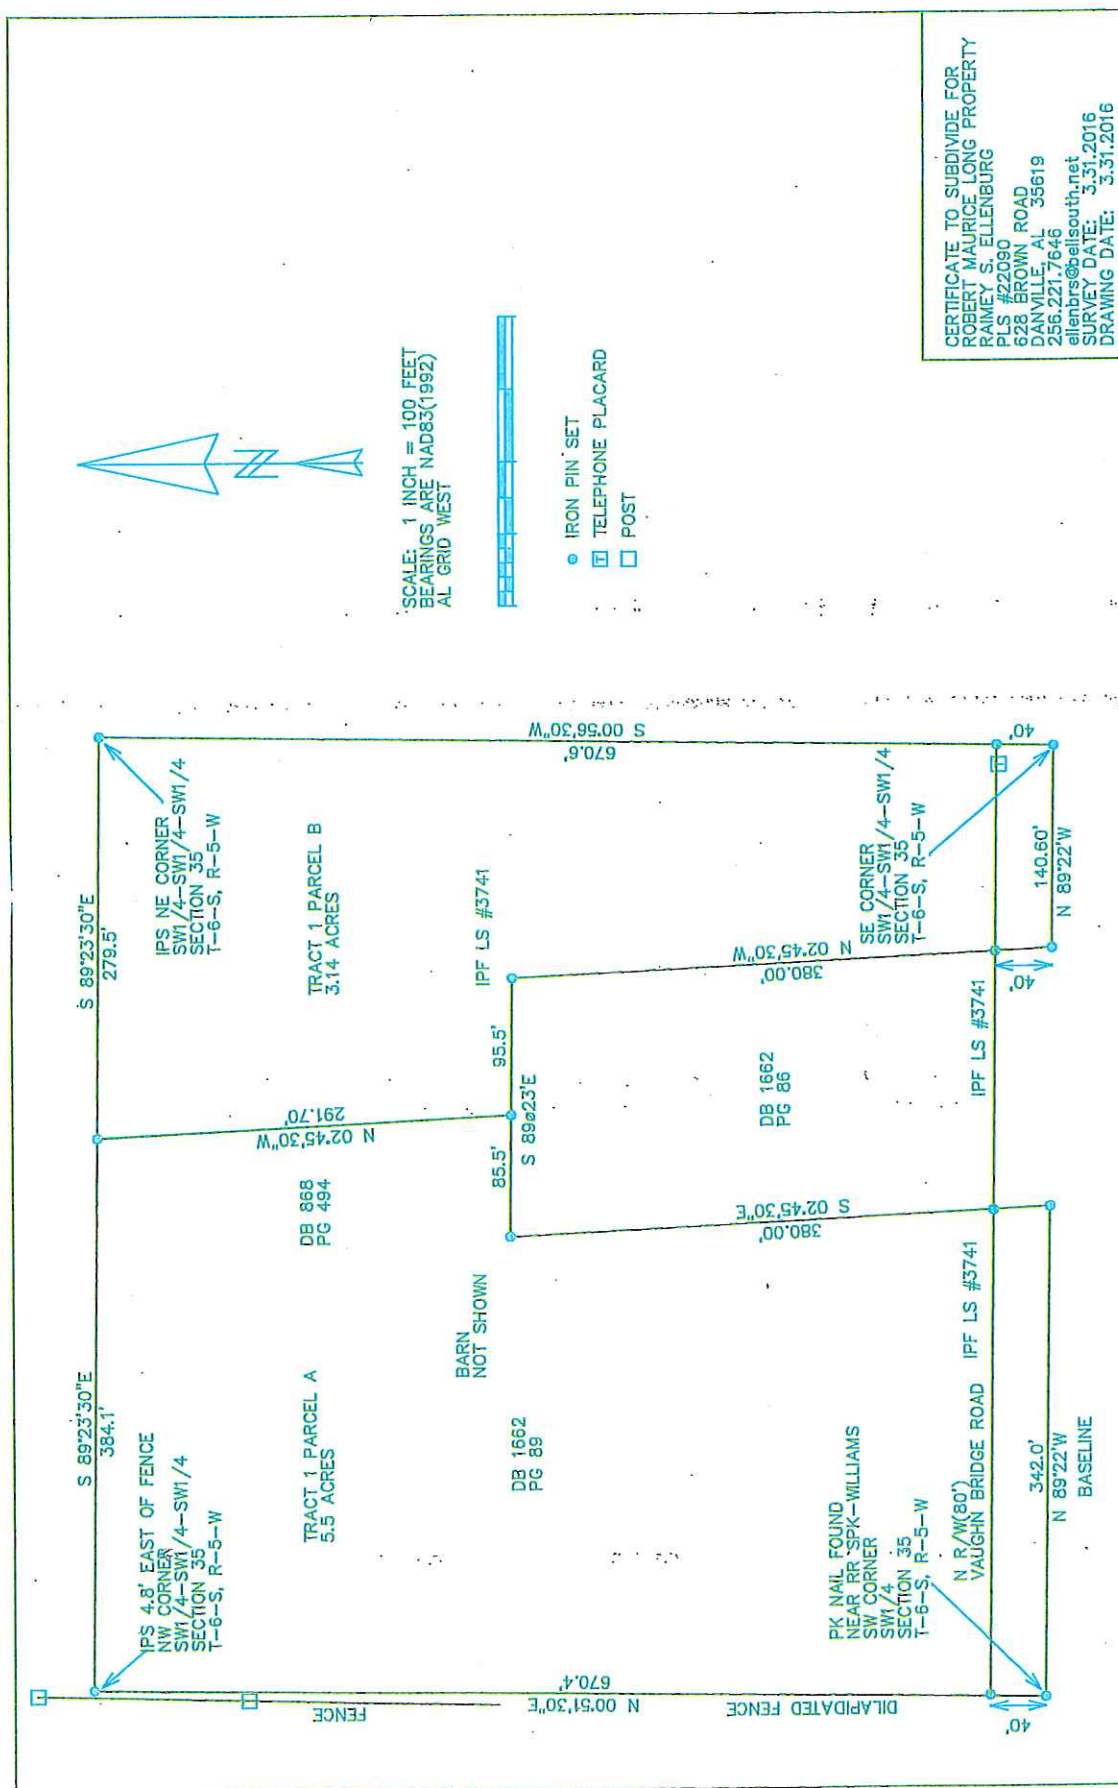 S 89°23'30"E
384.1'
S 89°23'30"E
279.5'
IPS 4.8' EAST OF FENCE
NW CORNER
SW1/4-SW1/4-SW1/4
SECTION 35
T-6-S, R-5-W
IPS NE CORNER
SW1/4-SW1/4-SW1/4
SECTION 35
T-6-S, R-5-W
TRACT 1 PARCEL A
5.5 ACRES
DB 868
PG 494
N 02°45'30"W
291.70'
TRACT 1 PARCEL B
3.14 ACRES
FENCE
N 00°51'30"E
670.4'
DILAPIDATED FENCE
BARN
NOT SHOWN
DB 1662
PG 89
85.5'
95.5'
S 89ø23'E
IPF LS #3741
S 00°56'30"W
670.6'
S 02°45'30"E
380.00'
DB 1662
PG 86
N 02°45'30"W
380.00'
PK NAIL FOUND
NEAR RR SPK-WILLIAMS
SW CORNER
SW1/4
SECTION 35
T-6-S, R-5-W
SE CORNER
SW1/4-SW1/4-SW1/4
SECTION 35
T-6-S, R-5-W
N R/W(80')
VAUGHN BRIDGE ROAD
IPF LS #3741
IPF LS #3741
40'
40'
40'
342.0'
N 89°22'W
BASELINE
140.60'
N 89°22'W
N
SCALE: 1 INCH = 100 FEET
BEARINGS ARE NAD83(1992)
AL GRID WEST
IRON PIN SET
T TELEPHONE PLACARD
POST
T
CERTIFICATE TO SUBDIVIDE FOR
ROBERT MAURICE LONG PROPERTY
RAIMEY S. ELLENBURG
PLS #22090
628 BROWN ROAD
DANVILLE, AL 35619
256.221.7646
ellenbrs@bellsouth.net
SURVEY DATE: 3.31.2016
DRAWING DATE: 3.31.2016